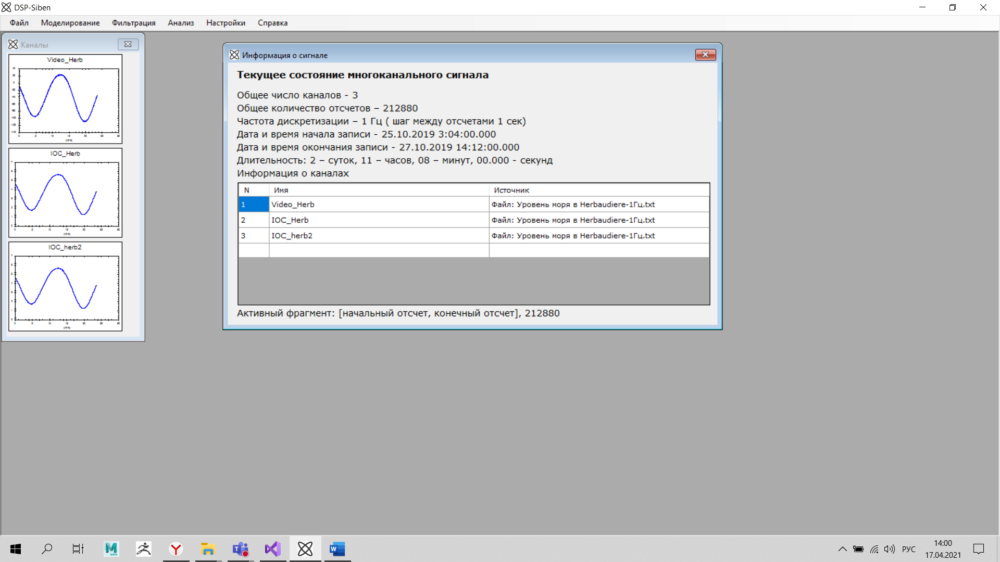 DSP-Siben
Файл Моделирование Фильтрация Анализ Настройки Справка
Каналы
Video_Herb
IOC_Herb
IOC_herb2
Информация о сигнале
Текущее состояние многоканального сигнала
Общее число каналов - 3
Общее количество отсчетов – 212880
Частота дискретизации – 1 Гц ( шаг между отсчетами 1 сек)
Дата и время начала записи - 25.10.2019 3:04:00.000
Дата и время окончания записи - 27.10.2019 14:12:00.000
Длительность: 2 – суток, 11 – часов, 08 – минут, 00.000 - секунд
Информация о каналах
N Имя Источник
1 Video_Herb Файл: Уровень моря в Herbaudiere-1Гц.txt
2 IOC_Herb Файл: Уровень моря в Herbaudiere-1Гц.txt
3 IOC_herb2 Файл: Уровень моря в Herbaudiere-1Гц.txt
Активный фрагмент: [начальный отсчет, конечный отсчет], 212880
РУС
14:00
17.04.2021